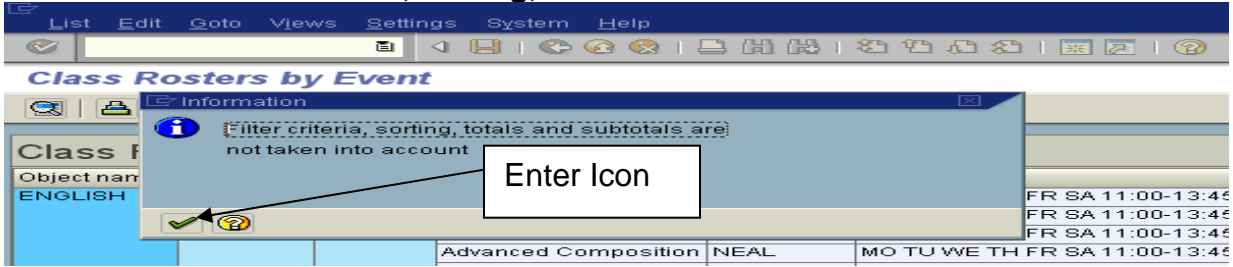 List Edit Goto Views Settings System Help
Class Rosters by Event
Information
Filter criteria, sorting, totals and subtotals are
not taken into account
Enter Icon
Class
Object nam
ENGLISH
FR SA 11:00-13:45
FR SA 11:00-13:45
FR SA 11:00-13:45
Advanced Composition NEAL MO TU WE TH FR SA 11:00-13:45